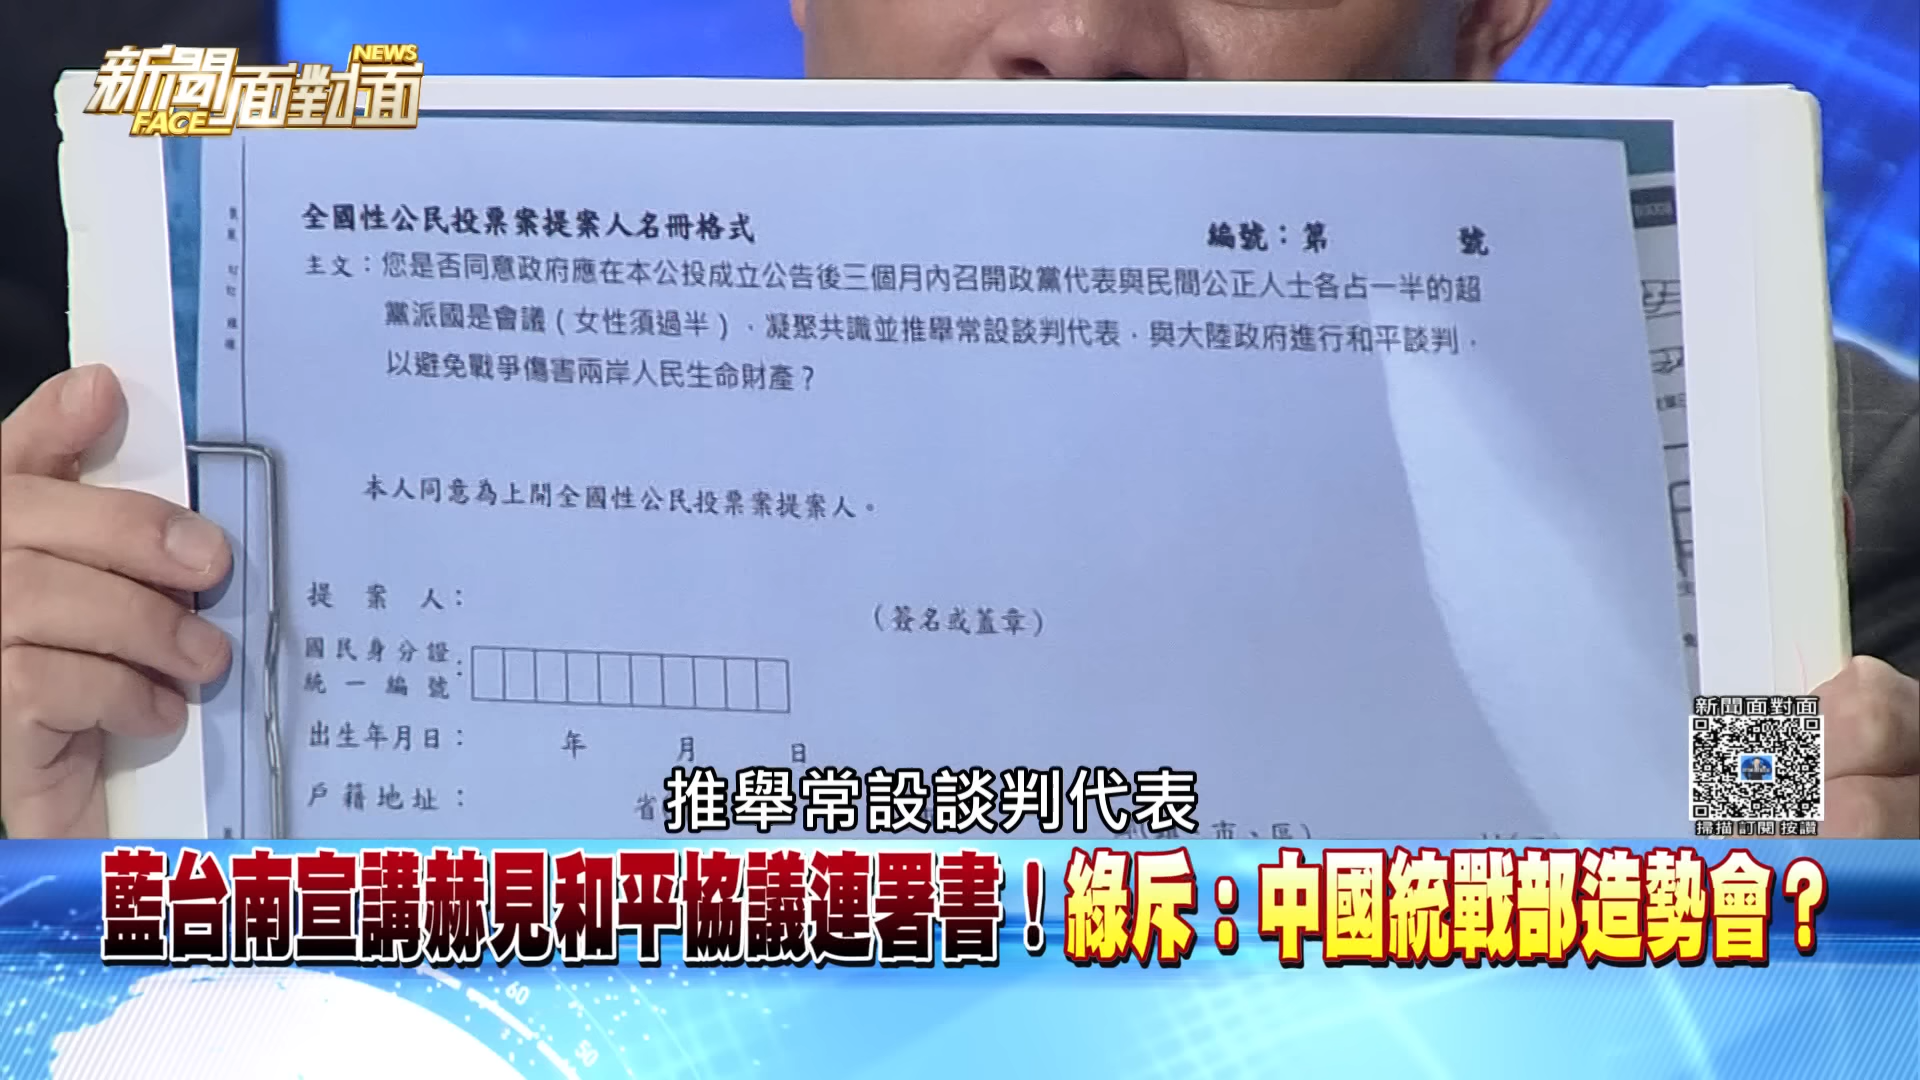 新聞面對面
NEWS
FACE
全國性公民投票案提案人名冊格式
編號：第 號
主文：您是否同意政府應在本公投成立公告後三個月內召開政黨代表與民間公正人士各占一半的超
黨派國是會議（女性須過半），凝聚共識並推舉常設談判代表，與大陸政府進行和平談判，
以避免戰爭傷害兩岸人民生命財產？
本人同意為上開全國性公民投票案提案人。
提案人：
（簽名或蓋章）
國民身分證
統一編號：
出生年月日： 年 月 日
戶籍地址： 省
市、區）
新聞面對面
掃描訂閱按讚
推舉常設談判代表
藍台南宣講赫見和平協議連署書！綠斥：中國統戰部造勢會？
60
50